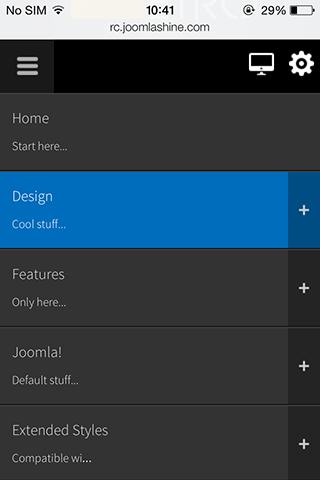 No SIM 10:41 29%
rc.joomlashine.com
Home
Start here...
Design
Cool stuff...
+
Features
Only here...
+
Joomla!
Default stuff...
+
Extended Styles
Compatible wi...
+